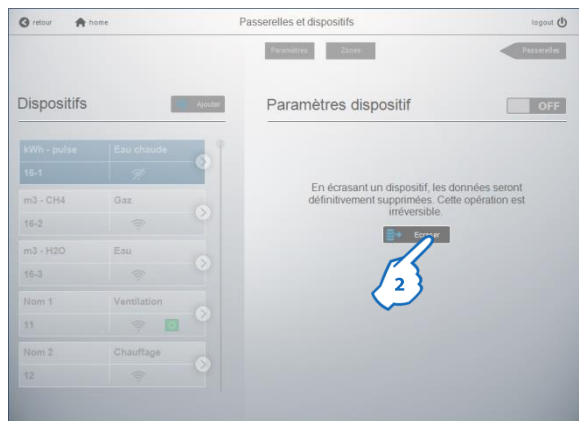 retour home Passerelles et dispositifs logout
Paramètres Zones Passerelles
Dispositifs Ajouter
Paramètres dispositif OFF
kWh - pulse Eau chaude
16-1
m3 - CH4 Gaz
16-2
m3 - H2O Eau
16-3
Nom 1 Ventilation
11
Nom 2 Chauffage
12
En écrasant un dispositif, les données seront
définitivement supprimées. Cette opération est
irréversible.
Ecraser
2